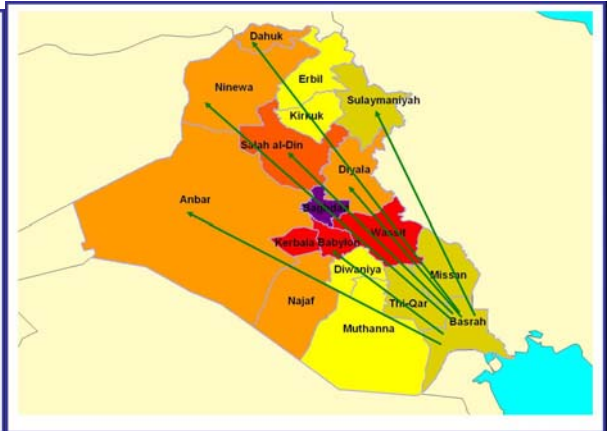 Dahuk
Ninewa
Erbil
Sulaymaniyah
Kirkuk
Salah al-Din
Diyala
Anbar
Baghdad
Wassit
Kerbala Babylon
Diwaniya
Missan
Najaf
Thi-Qar
Basrah
Muthanna